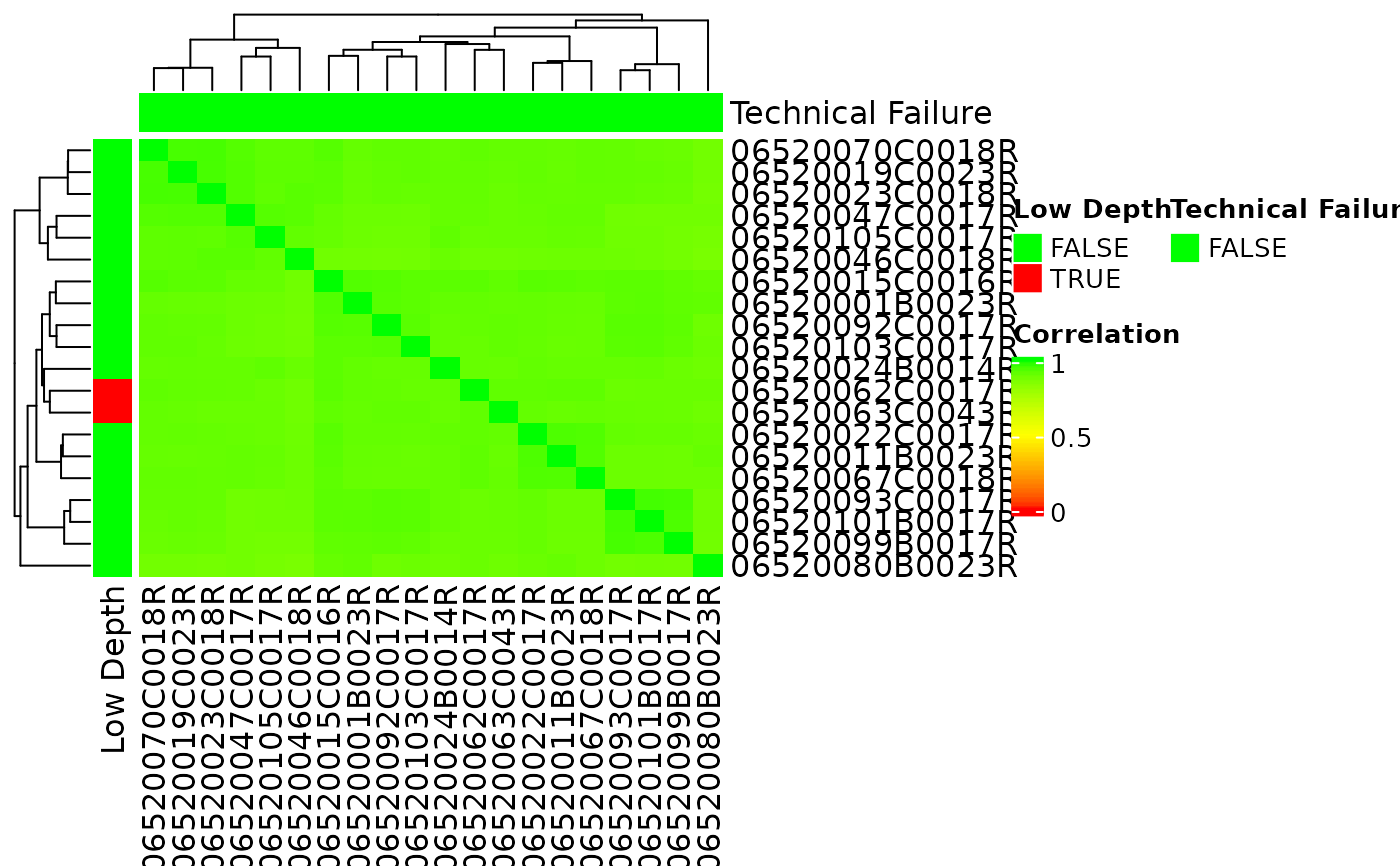 Technical Failure
06520070C0018R
06520019C0023R
06520023C0018R
06520047C0017R
06520105C0017R
06520046C0018R
06520015C0016R
06520001B0023R
06520092C0017R
06520103C0017R
06520024B0014R
06520062C0017R
06520063C0043R
06520022C0017R
06520011B0023R
06520067C0018R
06520093C0017R
06520101B0017R
06520099B0017R
06520080B0023R
Low Depth
06520070C0018R
06520019C0023R
06520023C0018R
06520047C0017R
06520105C0017R
06520046C0018R
06520015C0016R
06520001B0023R
06520092C0017R
06520103C0017R
06520024B0014R
06520062C0017R
06520063C0043R
06520022C0017R
06520011B0023R
06520067C0018R
06520093C0017R
06520101B0017R
06520099B0017R
06520080B0023R
Low Depth
FALSE
TRUE
Technical Failur
FALSE
Correlation
1
0.5
0